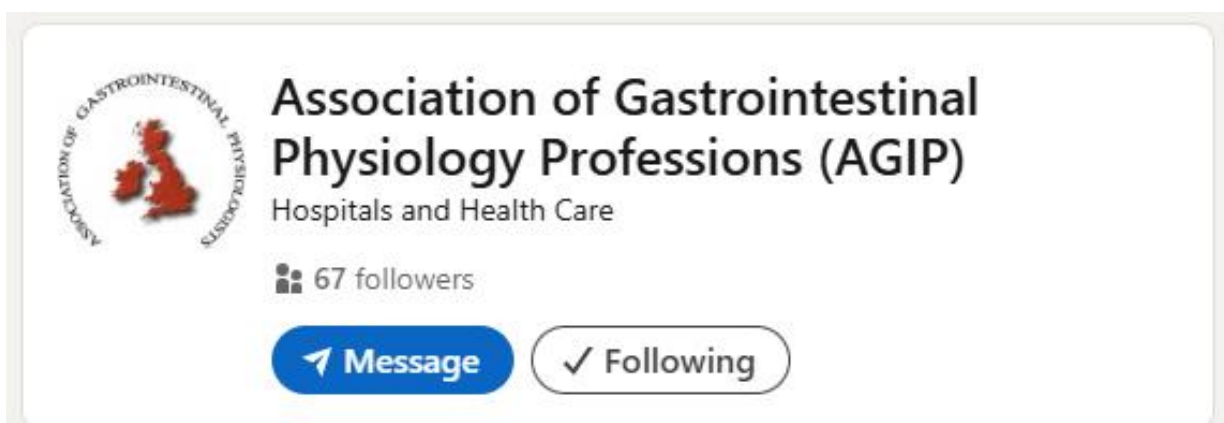 ASSOCIATION OF GASTROINTESTINAL PHYSIOLOGISTS
Association of Gastrointestinal
Physiology Professions (AGIP)
Hospitals and Health Care
67 followers
Message
Following